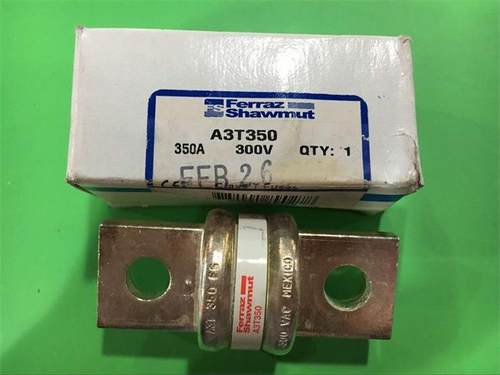 Ferraz
Shawmut
A3T350
350A 300V QTY: 1
FEB 26
Ferraz
Shawmut
A3T350
300 VAC MEXICO